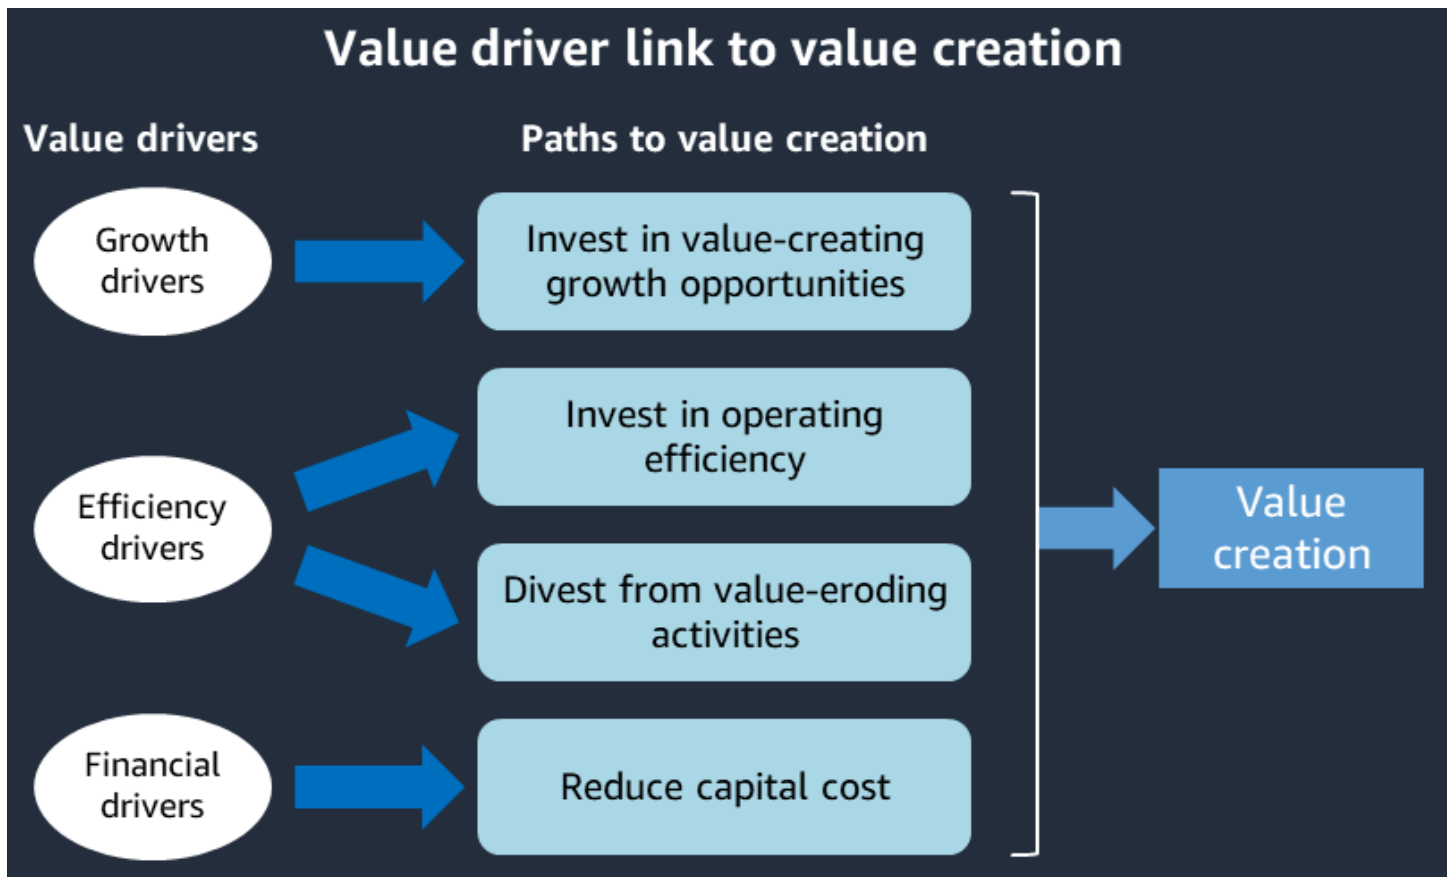 Value driver link to value creation
Value drivers
Paths to value creation
Growth
drivers
Invest in value-creating
growth opportunities
Efficiency
drivers
Invest in operating
efficiency
Divest from value-eroding
activities
Financial
drivers
Reduce capital cost
Value
creation